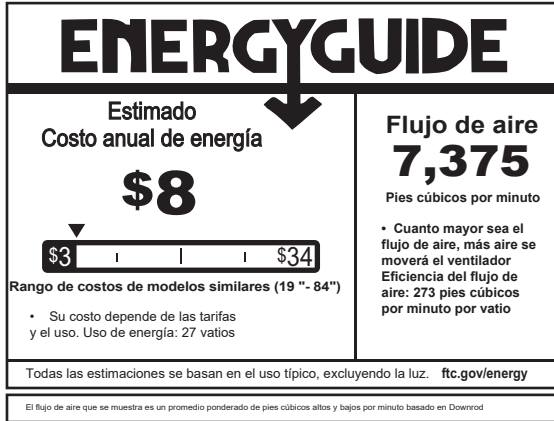 ENERGYGUIDE
Estimado
Costo anual de energía
$8
$3
$34
Rango de costos de modelos similares (19 "- 84")
• Su costo depende de las tarifas
y el uso. Uso de energía: 27 vatios
Flujo de aire
7,375
Pies cúbicos por minuto
• Cuanto mayor sea el
flujo de aire, más aire se
moverá el ventilador
Eficiencia del flujo de
aire: 273 pies cúbicos
por minuto por vatio
Todas las estimaciones se basan en el uso típico, excluyendo la luz. ftc.gov/energy
El flujo de aire que se muestra es un promedio ponderado de pies cúbicos altos y bajos por minuto basado en Downrod